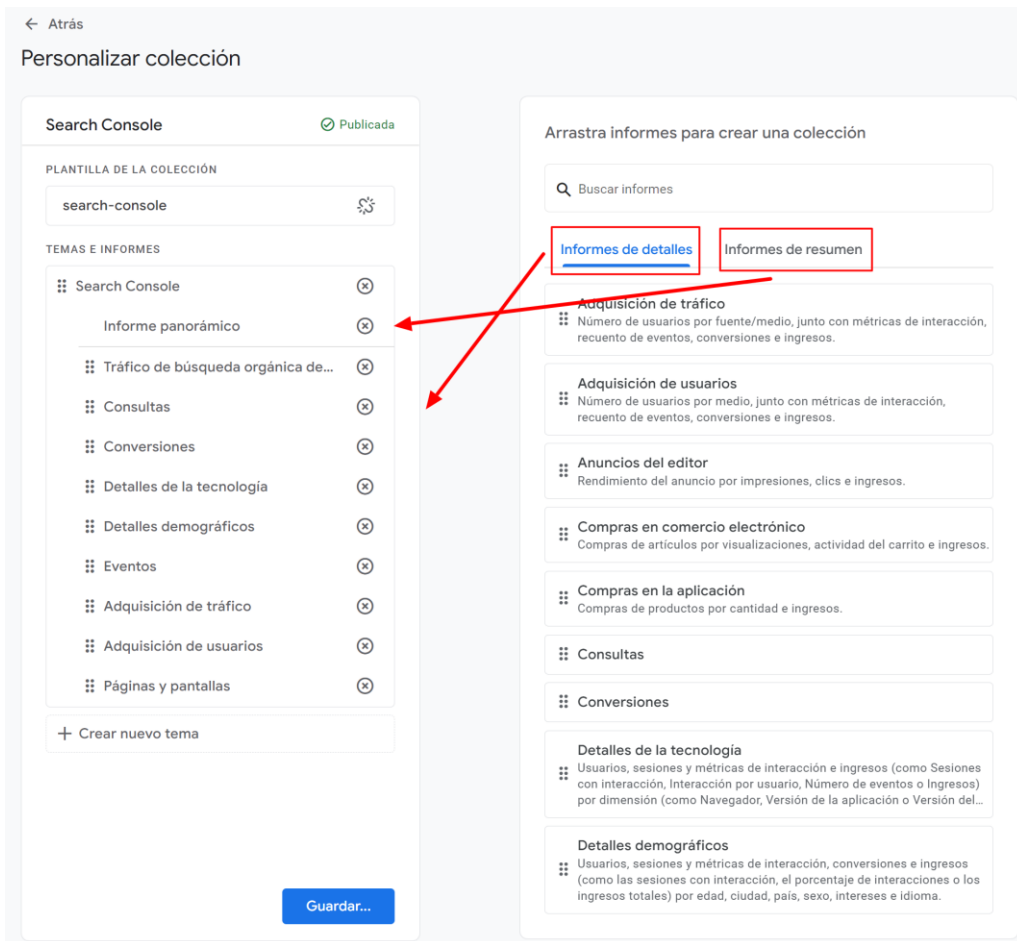 Atrás
Personalizar colección
Search Console
Publicada
PLANTILLA DE LA COLECCIÓN
search-console
TEMAS E INFORMES
Search Console
Informe panorámico
Tráfico de búsqueda orgánica de...
Consultas
Conversiones
Detalles de la tecnología
Detalles demográficos
Eventos
Adquisición de tráfico
Adquisición de usuarios
Páginas y pantallas
Crear nuevo tema
Guardar...
Arrastra informes para crear una colección
Buscar informes
Informes de detalles
Informes de resumen
Adquisición de tráfico
Número de usuarios por fuente/medio, junto con métricas de interacción,
recuento de eventos, conversiones e ingresos.
Adquisición de usuarios
Número de usuarios por medio, junto con métricas de interacción,
recuento de eventos, conversiones e ingresos.
Anuncios del editor
Rendimiento del anuncio por impresiones, clics e ingresos.
Compras en comercio electrónico
Compras de artículos por visualizaciones, actividad del carrito e ingresos.
Compras en la aplicación
Compras de productos por cantidad e ingresos.
Consultas
Conversiones
Detalles de la tecnología
Usuarios, sesiones y métricas de interacción e ingresos (como Sesiones
con interacción, Interacción por usuario, Número de eventos o Ingresos)
por dimensión (como Navegador, Versión de la aplicación o Versión del...
Detalles demográficos
Usuarios, sesiones y métricas de interacción, conversiones e ingresos
(como las sesiones con interacción, el porcentaje de interacciones o los
ingresos totales) por edad, ciudad, país, sexo, intereses e idioma.